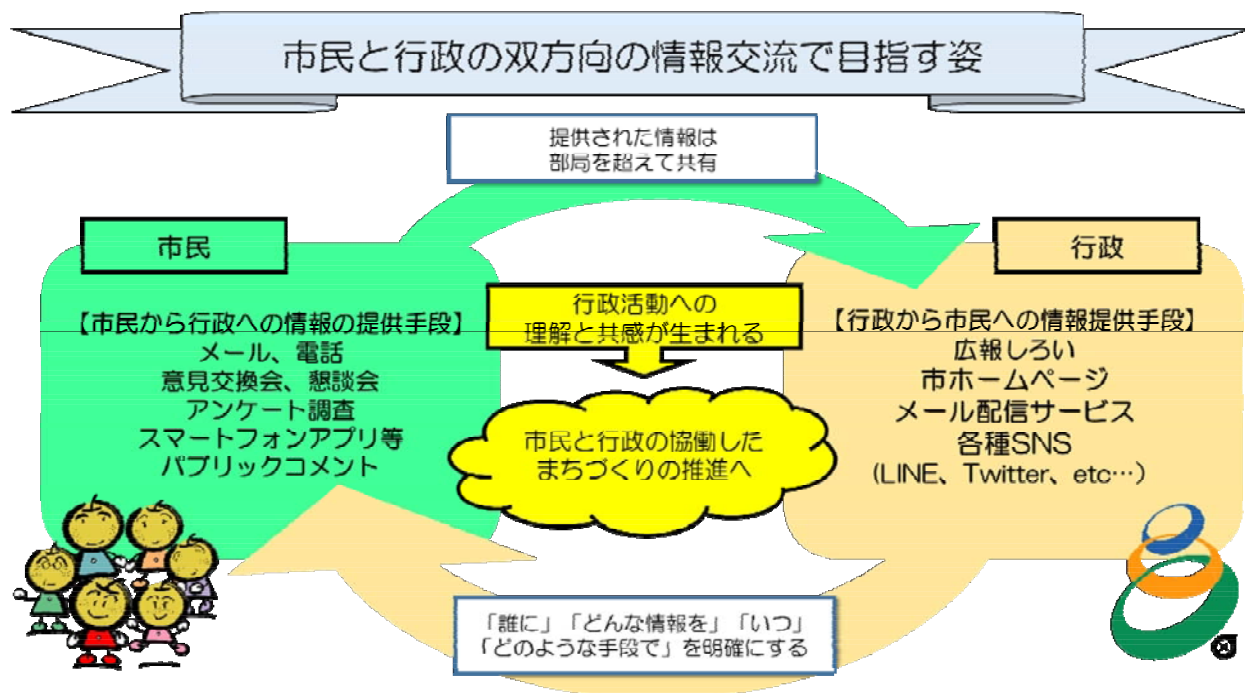 市民と行政の双方向の情報交流で目指す姿
提供された情報は
部局を超えて共有
市民
【市民から行政への情報の提供手段】
メール、電話
意見交換会、懇談会
アンケート調査
スマートフォンアプリ等
パブリックコメント
行政活動への
理解と共感が生まれる
市民と行政の協働した
まちづくりの推進へ
行政
【行政から市民への情報提供手段】
広報しろい
市ホームページ
メール配信サービス
各種SNS
(LINE、Twitter、etc…)
「誰に」「どんな情報を」「いつ」
「どのような手段で」を明確にする